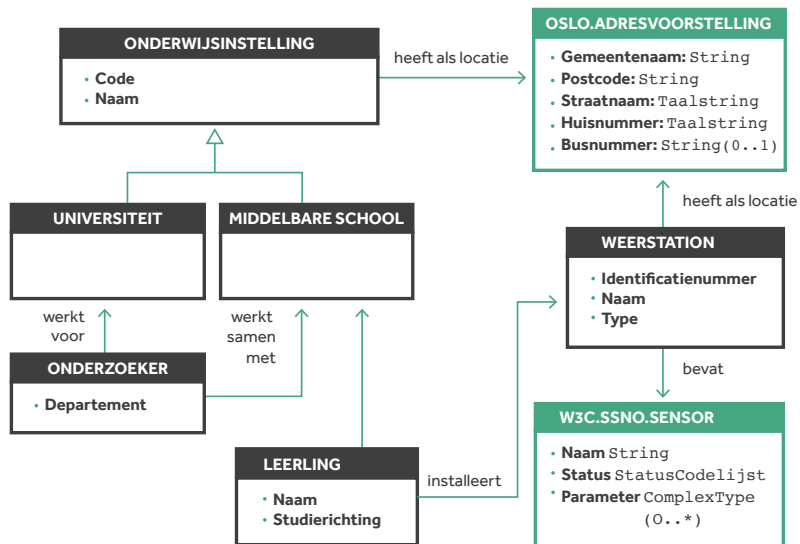 ONDERWIJSINSTELLING
• Code
• Naam
heeft als locatie
OSLO.ADRESVOORSTELLING
• Gemeentenaam: String
• Postcode: String
• Straatnaam: Taalstring
• Huisnummer: Taalstring
• Busnummer: String(0..1)
UNIVERSITEIT
MIDDELBARE SCHOOL
heeft als locatie
WEERSTATION
• Identificatienummer
• Naam
• Type
werkt
voor
werkt
samen
met
ONDERZOEKER
• Departement
bevat
LEERLING
• Naam
• Studierichting
installeert
W3C.SSNO.SENSOR
• Naam String
• Status StatusCodelijst
• Parameter ComplexType
(0..*)